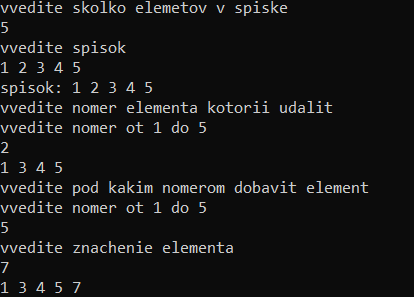 vvedite skolko elemetov v spiske
5
vvedite spisok
1 2 3 4 5
spisok: 1 2 3 4 5
vvedite nomer elementa kotorii udalit
vvedite nomer ot 1 do 5
2
1 3 4 5
vvedite pod kakim nomerom dobavit element
vvedite nomer ot 1 do 5
5
vvedite znachenie elementa
7
1 3 4 5 7